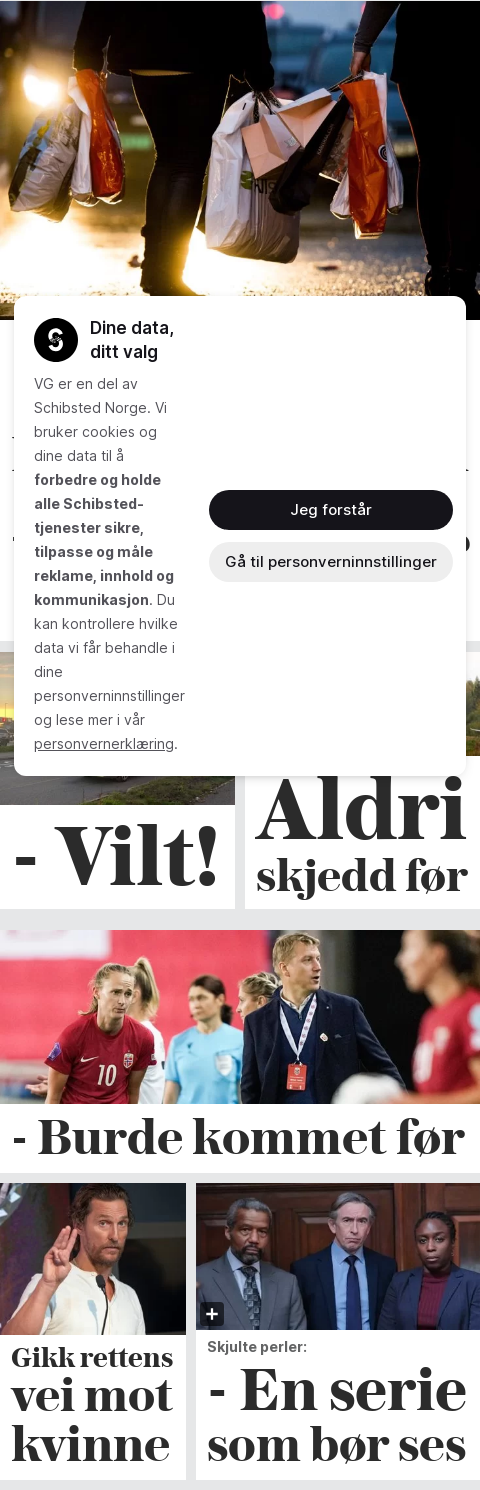 Dine data,
ditt valg
VG er en del av
Schibsted Norge. Vi
bruker cookies og
dine data til å
forbedre og holde
alle Schibsted-
tjenester sikre,
tilpasse og måle
reklame, innhold og
kommunikasjon. Du
kan kontrollere hvilke
data vi får behandle i
dine
personverninnstillinger
og lese mer i vår
personvernerklæring.
Jeg forstår
Gå til personverninnstillinger
- Vilt!
Aldri
skjedd før
10
- Burde kommet før
Gikk rettens
vei mot
kvinne
Skjulte perler:
- En serie
som bør ses